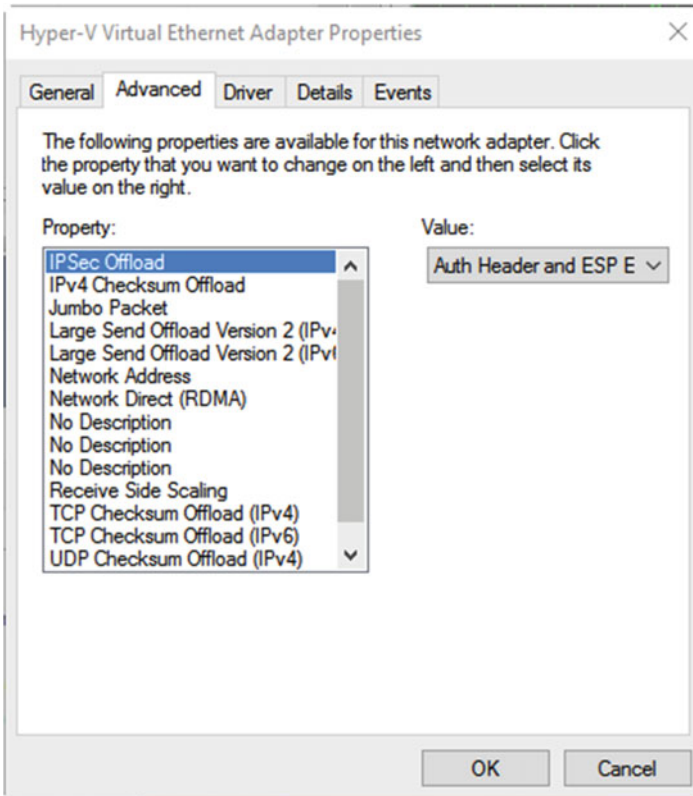 Hyper-V Virtual Ethernet Adapter Properties
General Advanced Driver Details Events
The following properties are available for this network adapter. Click
the property that you want to change on the left and then select its
value on the right.
Property:
Value:
IPSec Offload
IPv4 Checksum Offload
Jumbo Packet
Large Send Offload Version 2 (IPv4
Large Send Offload Version 2 (IPv6
Network Address
Network Direct (RDMA)
No Description
No Description
No Description
Receive Side Scaling
TCP Checksum Offload (IPv4)
TCP Checksum Offload (IPv6)
UDP Checksum Offload (IPv4)
Auth Header and ESP E
OK Cancel